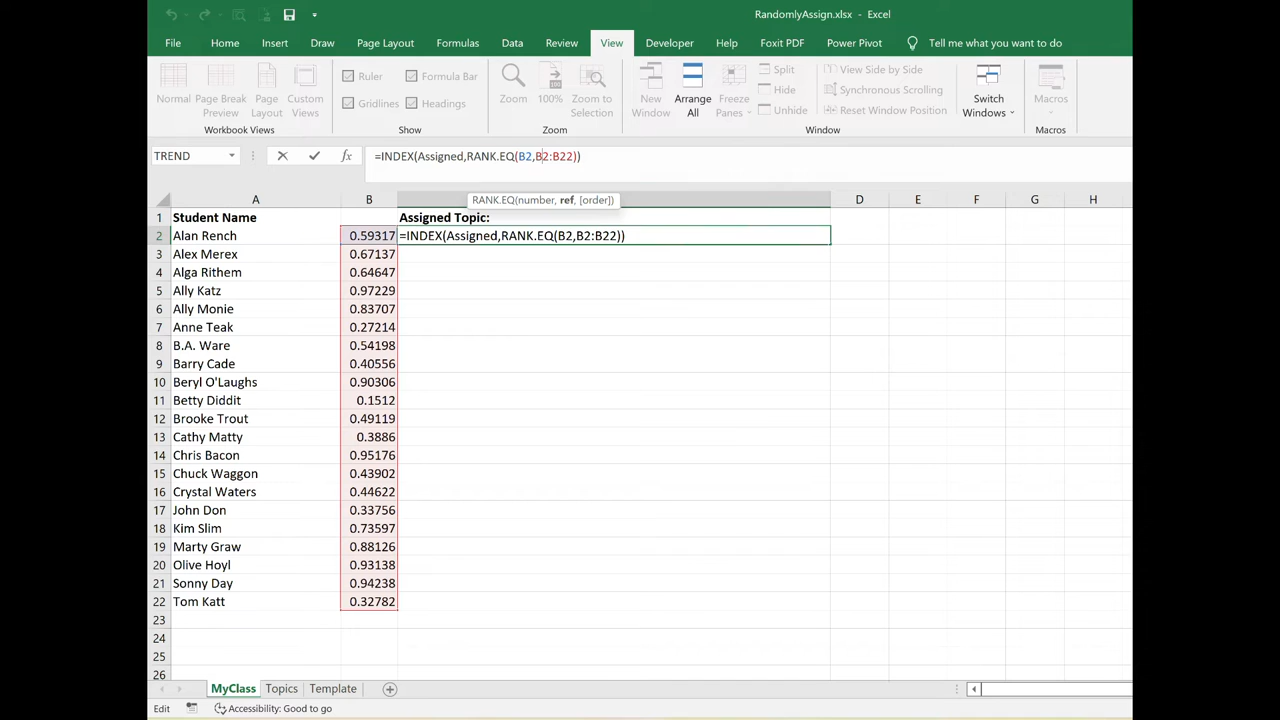 RandomlyAssign.xlsx - Excel
File Home Insert Draw Page Layout Formulas Data Review View Developer Help Foxit PDF Power Pivot Tell me what you want to do
Normal Page Break Preview Page Layout Custom Views
Workbook Views
Ruler Formula Bar
Gridlines Headings
Show
Zoom 100% Zoom to Selection
Zoom
New Window Arrange All Freeze Panes
Split View Side by Side
Hide Synchronous Scrolling
Unhide Reset Window Position
Window
Switch Windows
Macros
Macros
TREND fx =INDEX(Assigned,RANK.EQ(B2,B2:B22))
RANK.EQ(number, ref, [order])
A B D E F G H
1 Student Name Assigned Topic:
2 Alan Rench 0.59317 =INDEX(Assigned,RANK.EQ(B2,B2:B22))
3 Alex Merex 0.67137
4 Alga Rithem 0.64647
5 Ally Katz 0.97229
6 Ally Monie 0.83707
7 Anne Teak 0.27214
8 B.A. Ware 0.54198
9 Barry Cade 0.40556
10 Beryl O'Laughs 0.90306
11 Betty Diddit 0.1512
12 Brooke Trout 0.49119
13 Cathy Matty 0.3886
14 Chris Bacon 0.95176
15 Chuck Waggon 0.43902
16 Crystal Waters 0.44622
17 John Don 0.33756
18 Kim Slim 0.73597
19 Marty Graw 0.88126
20 Olive Hoyl 0.93138
21 Sonny Day 0.94238
22 Tom Katt 0.32782
23
24
25
26
MyClass Topics Template
Edit Accessibility: Good to go